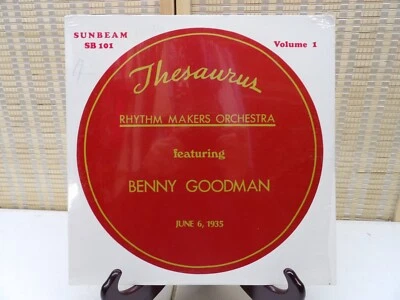 SUNBEAM
SB 101
Volume 1
Thesaurus
RHYTHM MAKERS ORCHESTRA
featuring
BENNY GOODMAN
JUNE 6, 1935